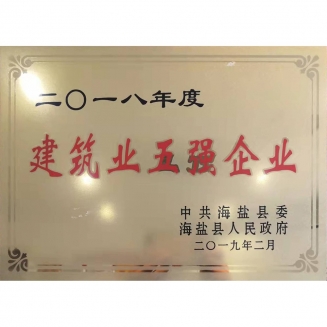 二〇一八年度
建筑业五强企业
中共海盐县委
海盐县人民政府
二〇一九年二月